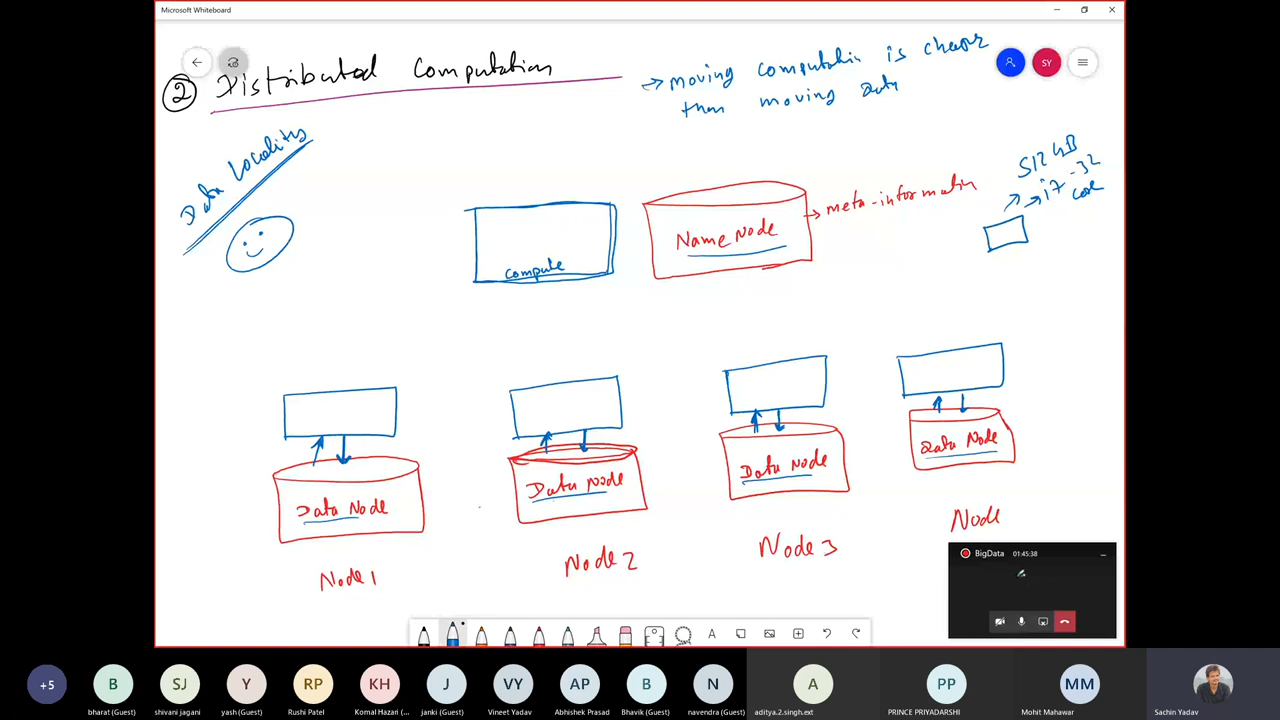 Microsoft Whiteboard
② Distributed Computation
→ moving computation is cheaper
than moving data
SY
Data Locality
512 GB
→ i7 - 32
core
compute
Name Node
→ meta-information
Data Node
Data Node
Data Node
Data Node
Node 1
Node 2
Node 3
Node
BigData 01:45:38
A
+5
B
SJ
Y
RP
KH
J
VY
AP
B
N
A
PP
MM
bharat (Guest)
shivani jagani
yash (Guest)
Rushi Patel
Komal Hazari (...
janki (Guest)
Vineet Yadav
Abhishek Prasad
Bhavik (Guest)
navendra (Guest)
aditya.2.singh.ext
PRINCE PRIYADARSHI
Mohit Mahawar
Sachin Yadav